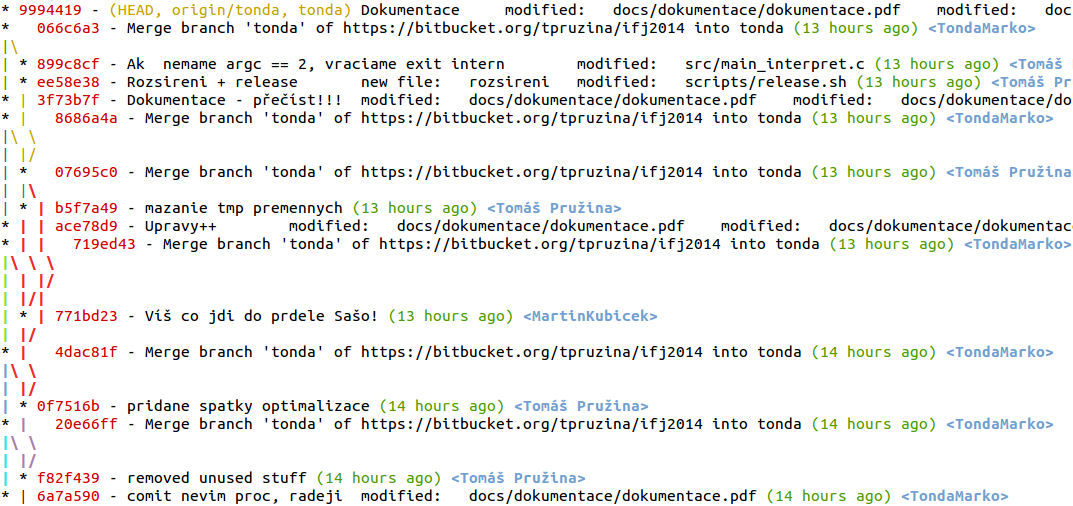 * 9994419 - (HEAD, origin/tonda, tonda) Dokumentace     modified:   docs/dokumentace/dokumentace.pdf    modified:   doc
*   066c6a3 - Merge branch 'tonda' of https://bitbucket.org/tpruzina/ifj2014 into tonda (13 hours ago) <TondaMarko>
|\
| * 899c8cf - Ak  nemame argc == 2, vraciame exit intern        modified:   src/main_interpret.c (13 hours ago) <Tomáš
| * ee58e38 - Rozsireni + release       new file:   rozsireni   modified:   scripts/release.sh (13 hours ago) <Tomáš Pr
* | 3f73b7f - Dokumentace - přečíst!!!  modified:   docs/dokumentace/dokumentace.pdf    modified:   docs/dokumentace/do
* |   8686a4a - Merge branch 'tonda' of https://bitbucket.org/tpruzina/ifj2014 into tonda (13 hours ago) <TondaMarko>
|\ \
| |/
| *   07695c0 - Merge branch 'tonda' of https://bitbucket.org/tpruzina/ifj2014 into tonda (13 hours ago) <Tomáš Pružina
| |\
| * | b5f7a49 - mazanie tmp premennych (13 hours ago) <Tomáš Pružina>
* | | ace78d9 - Upravy++        modified:   docs/dokumentace/dokumentace.pdf    modified:   docs/dokumentace/dokumentac
* | |   719ed43 - Merge branch 'tonda' of https://bitbucket.org/tpruzina/ifj2014 into tonda (13 hours ago) <TondaMarko>
|\ \ \
| | |/
| |/|
| * | 771bd23 - Víš co jdi do prdele Sašo! (13 hours ago) <MartinKubicek>
| |/
* |   4dac81f - Merge branch 'tonda' of https://bitbucket.org/tpruzina/ifj2014 into tonda (14 hours ago) <TondaMarko>
|\ \
| |/
| * 0f7516b - pridane spatky optimalizace (14 hours ago) <Tomáš Pružina>
* |   20e66ff - Merge branch 'tonda' of https://bitbucket.org/tpruzina/ifj2014 into tonda (14 hours ago) <TondaMarko>
|\ \
| |/
| * f82f439 - removed unused stuff (14 hours ago) <Tomáš Pružina>
* | 6a7a590 - comit nevim proc, radeji  modified:   docs/dokumentace/dokumentace.pdf (14 hours ago) <TondaMarko>